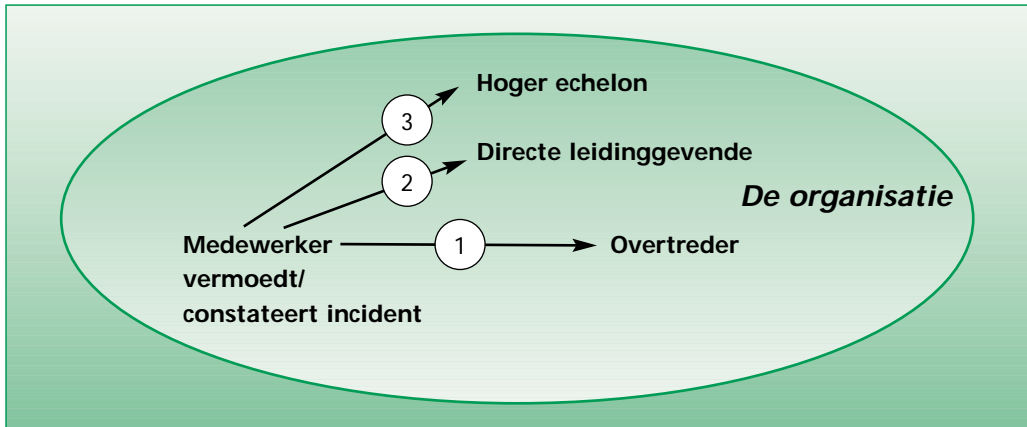 Hoger echelon
3
Directe leidinggevende
2
De organisatie
Medewerker
vermoedt/
constateert incident
1
Overtreder